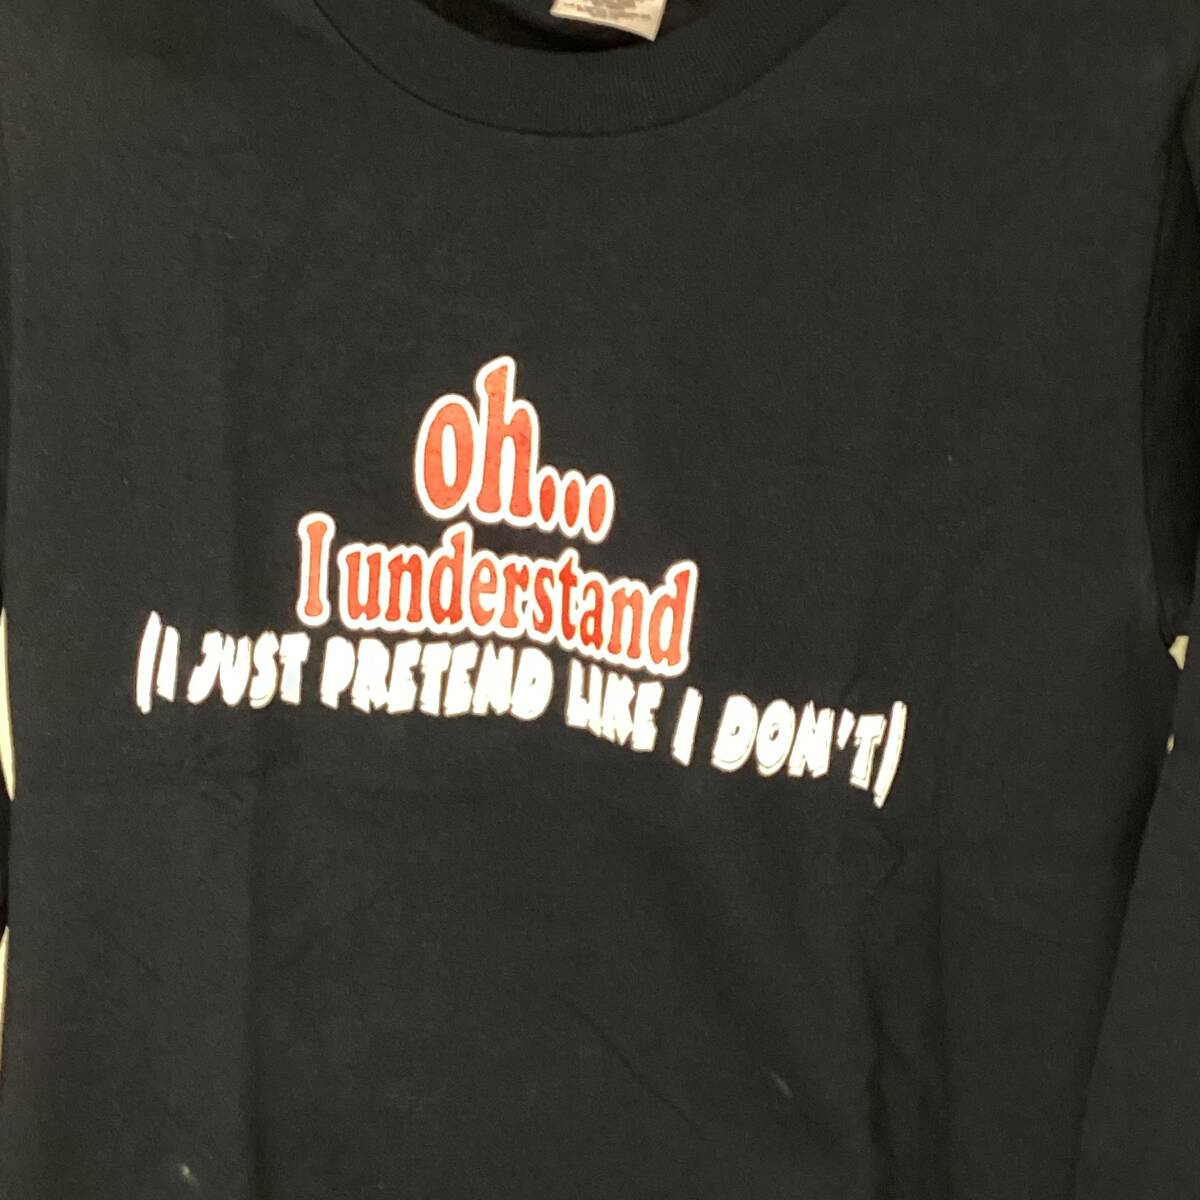 oh...
I understand
(I JUST PRETEND LIKE I DON'T)